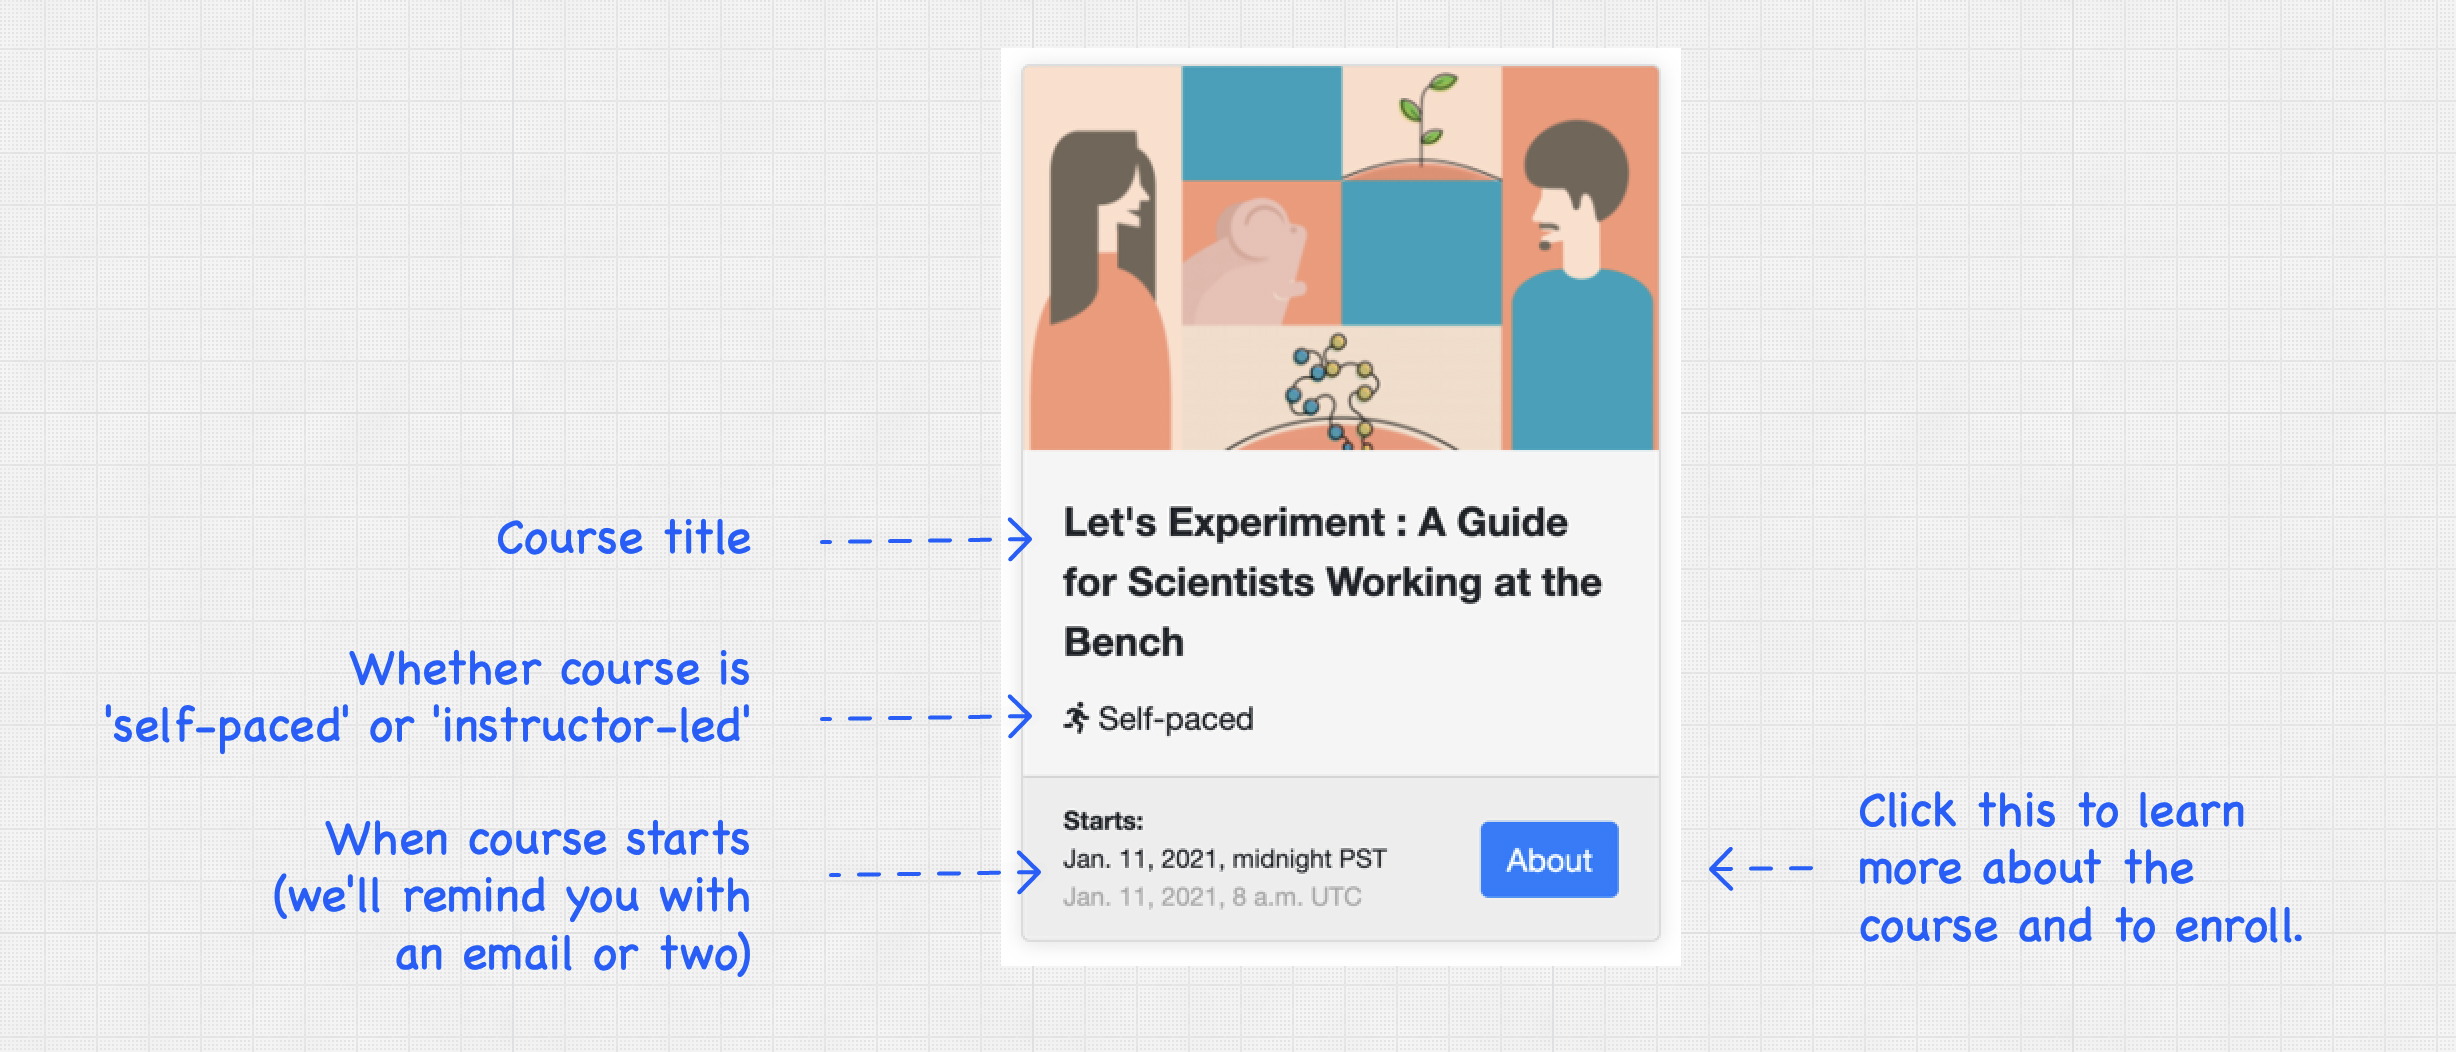 Course title
Let's Experiment : A Guide
for Scientists Working at the
Bench
Whether course is
'self-paced' or 'instructor-led'
Self-paced
When course starts
(we'll remind you with
an email or two)
Starts:
Jan. 11, 2021, midnight PST
Jan. 11, 2021, 8 a.m. UTC
About
Click this to learn
more about the
course and to enroll.